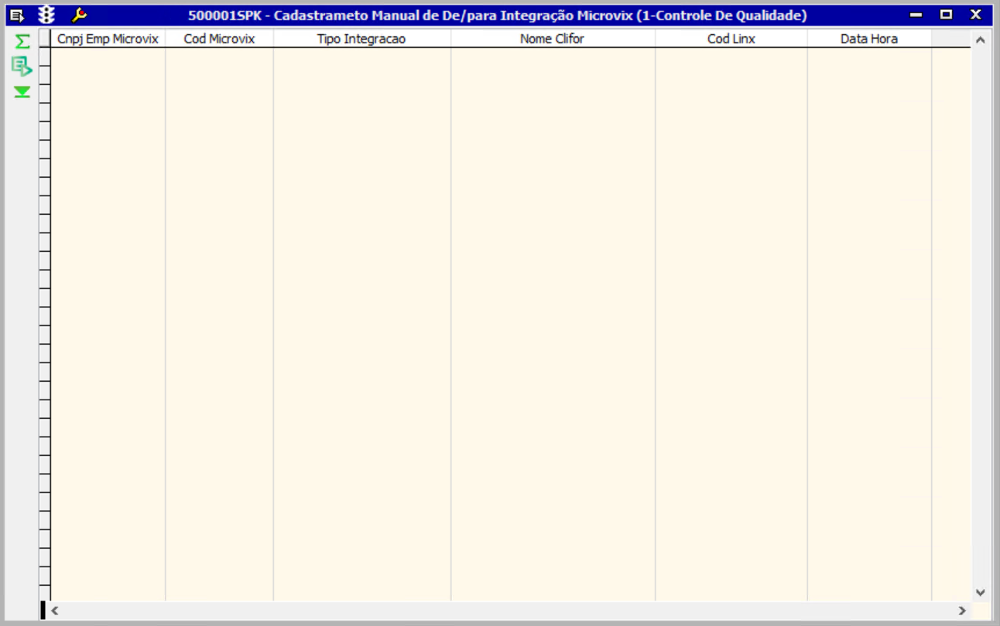 500001SPK - Cadastrameto Manual de De/para Integração Microvix (1-Controle De Qualidade)
Cnpj Emp Microvix Cod Microvix Tipo Integracao Nome Clifor Cod Linx Data Hora